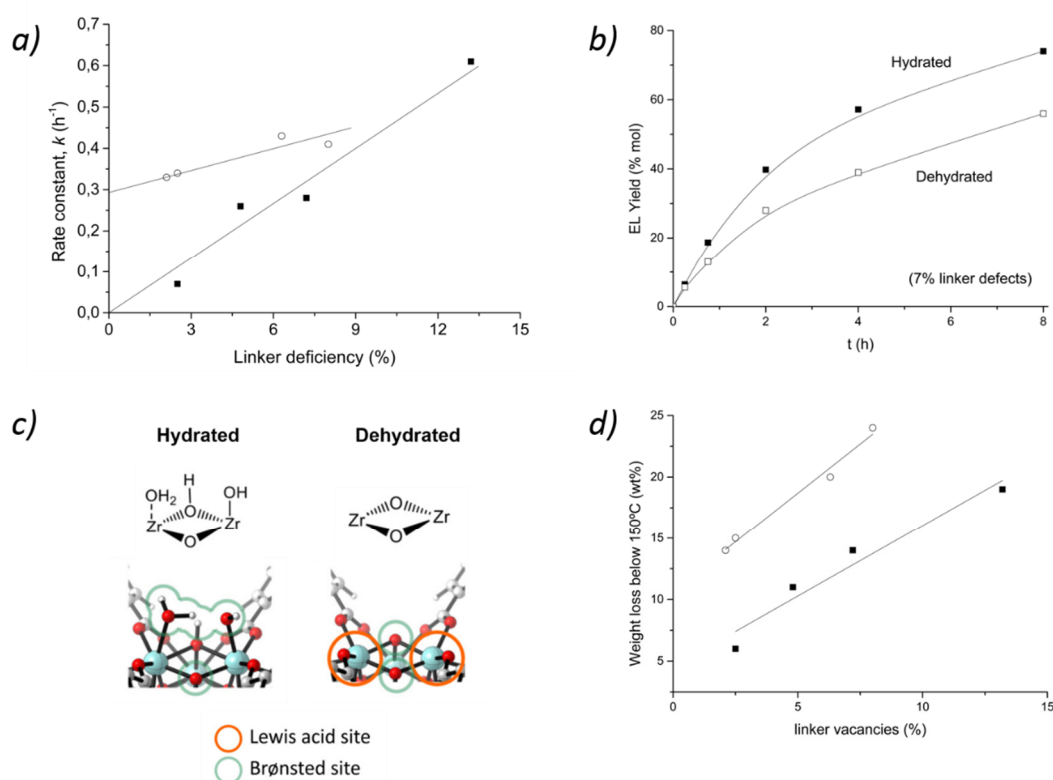 a)
Rate constant, k (h⁻¹)
0,7
0,6
0,5
0,4
0,3
0,2
0,1
0,0
0 3 6 9 12 15
Linker deficiency (%)
b)
EL Yield (% mol)
80
60
40
20
0
Hydrated
Dehydrated
(7% linker defects)
0 2 4 6 8
t (h)
c)
Hydrated Dehydrated
H
OH₂ OH
O O
Zr Zr Zr Zr
O O
Lewis acid site
Brønsted site
d)
Weight loss below 150ºC (wt%)
25
20
15
10
5
0 5 10 15
linker vacancies (%)